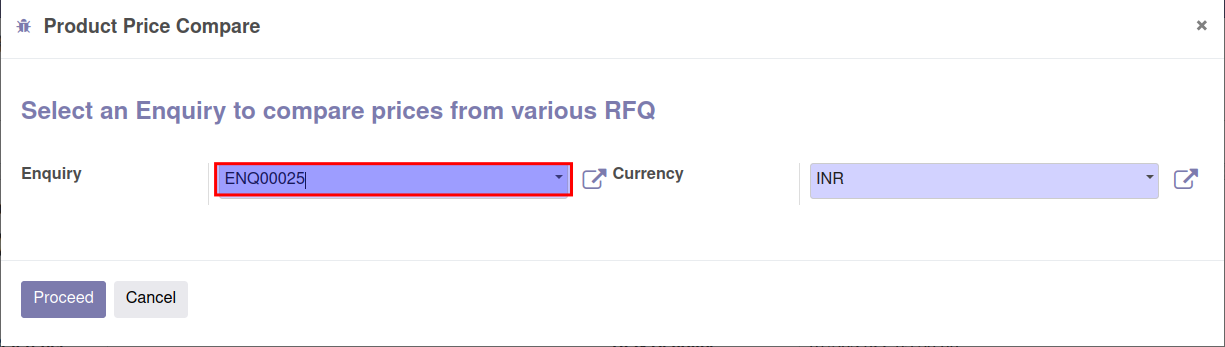 Product Price Compare
Select an Enquiry to compare prices from various RFQ
Enquiry ENQ00025 Currency INR
Proceed Cancel